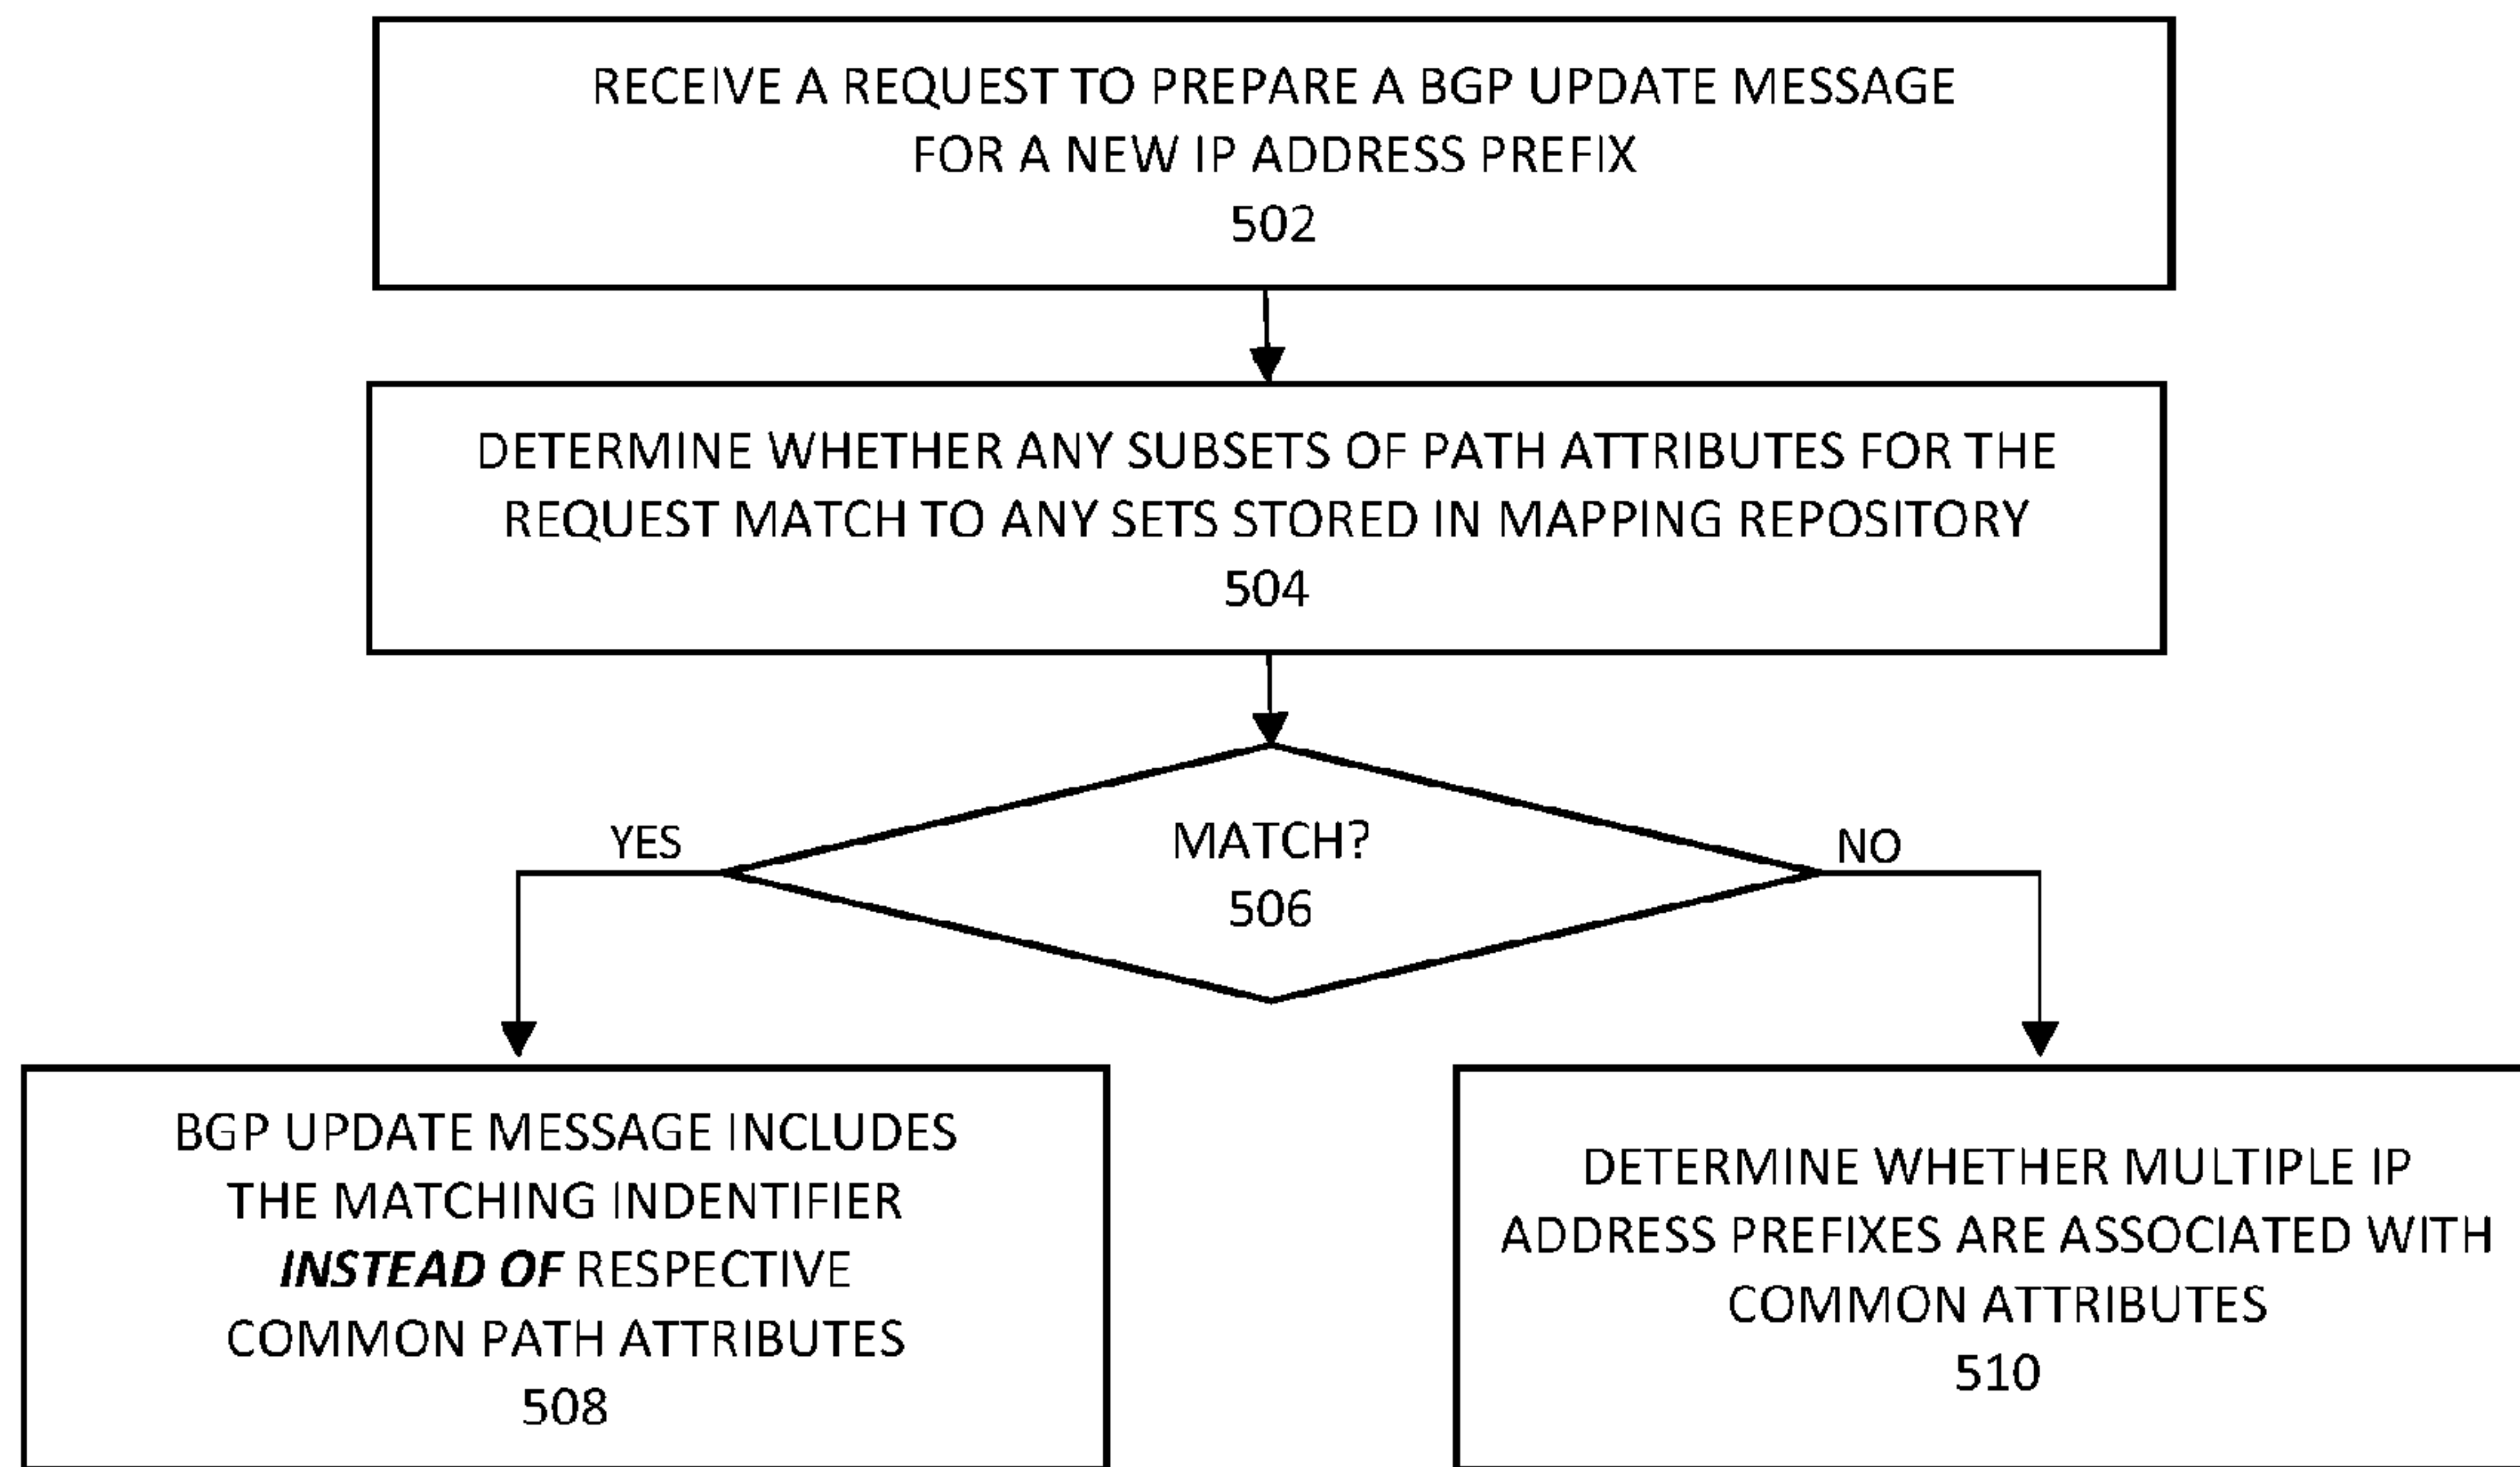 RECEIVE A REQUEST TO PREPARE A BGP UPDATE MESSAGE
FOR A NEW IP ADDRESS PREFIX
502
DETERMINE WHETHER ANY SUBSETS OF PATH ATTRIBUTES FOR THE
REQUEST MATCH TO ANY SETS STORED IN MAPPING REPOSITORY
504
MATCH?
506
YES
NO
BGP UPDATE MESSAGE INCLUDES
THE MATCHING INDENTIFIER
INSTEAD OF RESPECTIVE
COMMON PATH ATTRIBUTES
508
DETERMINE WHETHER MULTIPLE IP
ADDRESS PREFIXES ARE ASSOCIATED WITH
COMMON ATTRIBUTES
510